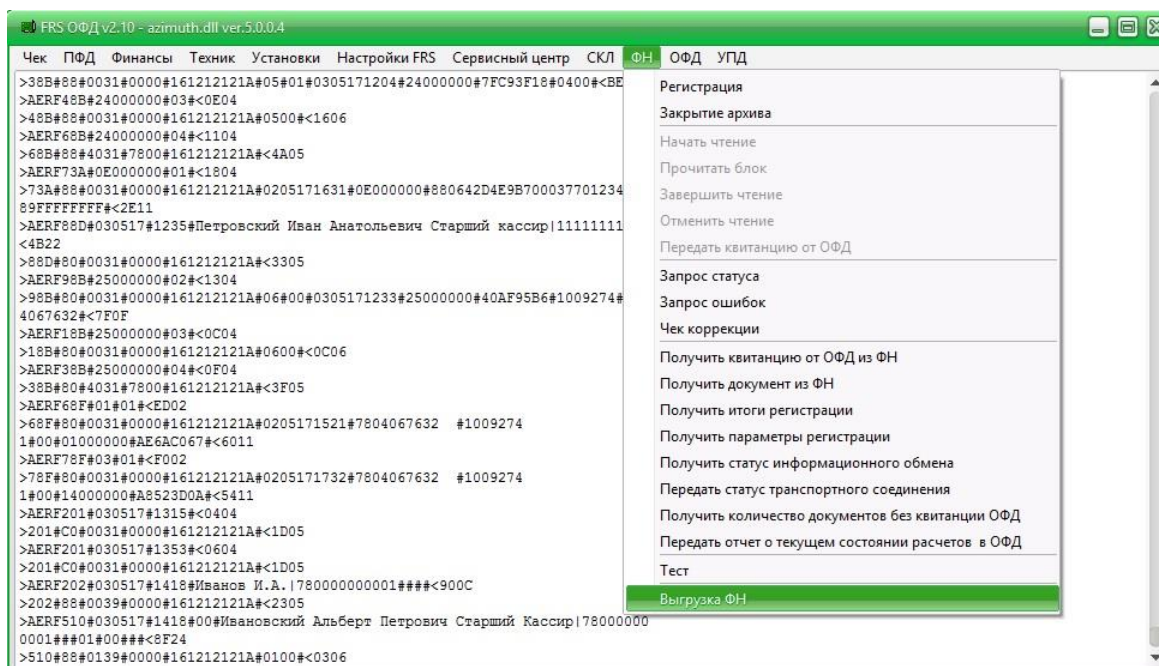 FRS ОФД v2.10 - azimuth.dll ver.5.0.0.4
Чек ПФД Финансы Техник Установки Настройки FRS Сервисный центр СКЛ ФН ОФД УПД
>38B#88#0031#0000#161212121A#05#01#0305171204#24000000#7FC93F18#0400#<BE
>AERF48B#24000000#03#<0E04
>48B#88#0031#0000#161212121A#0500#<1606
>AERF68B#24000000#04#<1104
>68B#88#4031#7800#161212121A#<4A05
>AERF73A#0E000000#01#<1804
>73A#88#0031#0000#161212121A#0205171631#0E000000#880642D4E9B700037701234
89FFFFFFFF#<2E11
>AERF88D#030517#1235#Петровский Иван Анатольевич Старший кассир|11111111
<4B22
>88D#80#0031#0000#161212121A#<3305
>AERF98B#25000000#02#<1304
>98B#80#0031#0000#161212121A#06#00#0305171233#25000000#40AF95B6#1009274#
4067632#<7F0F
>AERF18B#25000000#03#<0C04
>18B#80#0031#0000#161212121A#0600#<0C06
>AERF38B#25000000#04#<0F04
>38B#80#4031#7800#161212121A#<3F05
>AERF68F#01#01#<ED02
>68F#80#0031#0000#161212121A#0205171521#7804067632 #1009274
1#00#01000000#AE6AC067#<6011
>AERF78F#03#01#<F002
>78F#80#0031#0000#161212121A#0205171732#7804067632 #1009274
1#00#14000000#A8523D0A#<5411
>AERF201#030517#1315#<0404
>201#C0#0031#0000#161212121A#<1D05
>AERF201#030517#1353#<0604
>201#C0#0031#0000#161212121A#<1D05
>AERF202#030517#1418#Иванов И.А.|780000000001####<900C
>202#88#0039#0000#161212121A#<2305
>AERF510#030517#1418#00#Ивановский Альберт Петрович Старший Кассир|78000000
0001###01#00###<8F24
>510#88#0139#0000#161212121A#0100#<0306
Регистрация
Закрытие архива
Начать чтение
Прочитать блок
Завершить чтение
Отменить чтение
Передать квитанцию от ОФД
Запрос статуса
Запрос ошибок
Чек коррекции
Получить квитанцию от ОФД из ФН
Получить документ из ФН
Получить итоги регистрации
Получить параметры регистрации
Получить статус информационного обмена
Передать статус транспортного соединения
Получить количество документов без квитанции ОФД
Передать отчет о текущем состоянии расчетов в ОФД
Тест
Выгрузка ФН